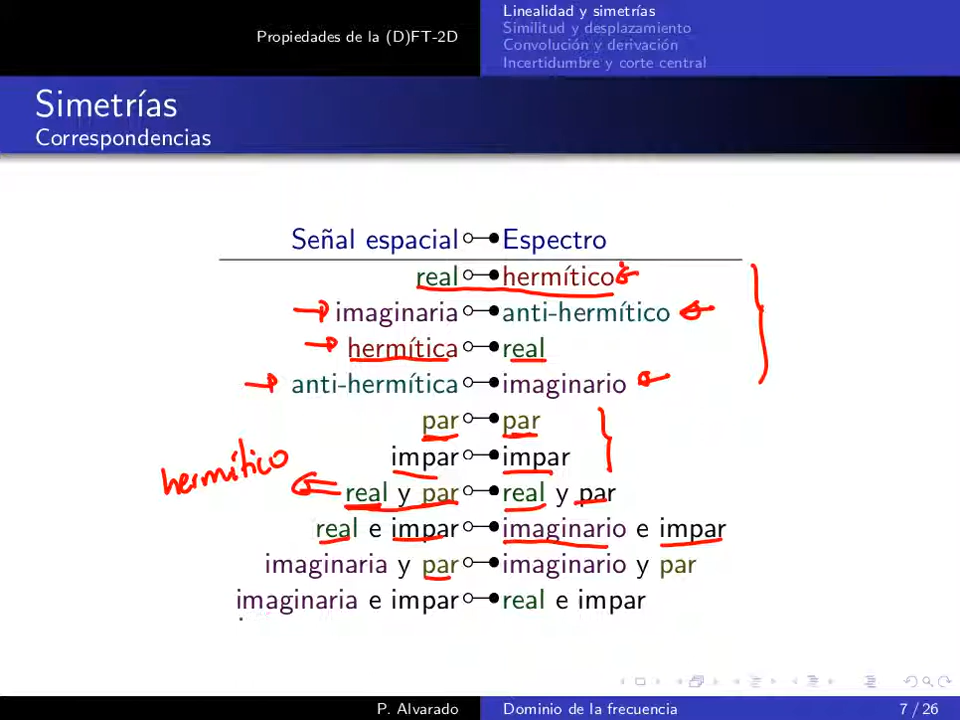 Propiedades de la (D)FT-2D
Linealidad y simetrías
Similitud y desplazamiento
Convolución y derivación
Incertidumbre y corte central
Simetrías
Correspondencias
Señal espacial Espectro
real hermítico
imaginaria anti-hermítico
hermítica real
anti-hermítica imaginario
par par
impar impar
hermítico
real y par real y par
real e impar imaginario e impar
imaginaria y par imaginario y par
imaginaria e impar real e impar
P. Alvarado Dominio de la frecuencia 7 / 26